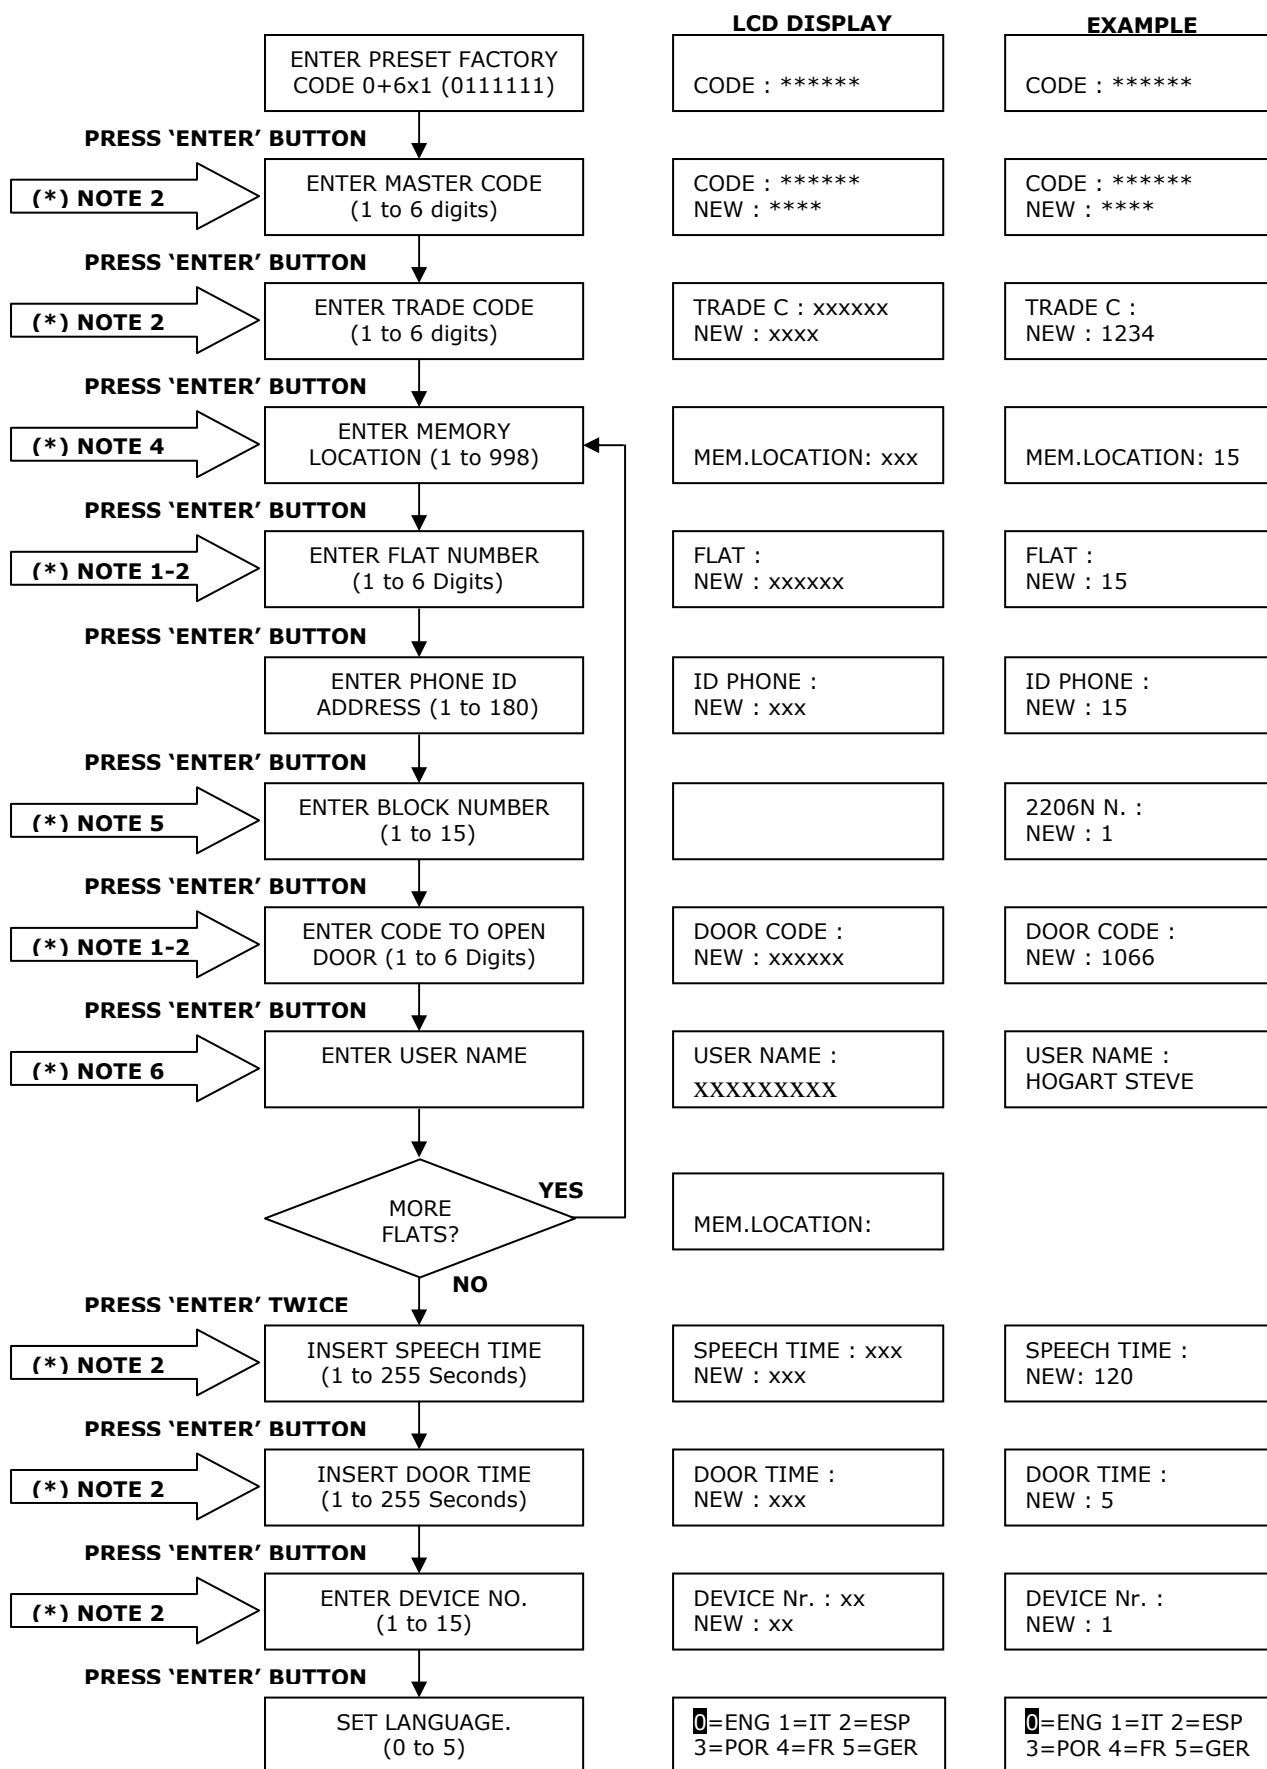 LCD DISPLAY
EXAMPLE
ENTER PRESET FACTORY
CODE 0+6x1 (0111111)
CODE : ******
CODE : ******
PRESS ‘ENTER’ BUTTON
(*) NOTE 2
ENTER MASTER CODE
(1 to 6 digits)
CODE : ******
NEW : ****
CODE : ******
NEW : ****
PRESS ‘ENTER’ BUTTON
(*) NOTE 2
ENTER TRADE CODE
(1 to 6 digits)
TRADE C : xxxxxx
NEW : xxxx
TRADE C :
NEW : 1234
PRESS ‘ENTER’ BUTTON
(*) NOTE 4
ENTER MEMORY
LOCATION (1 to 998)
MEM.LOCATION: xxx
MEM.LOCATION: 15
PRESS ‘ENTER’ BUTTON
(*) NOTE 1-2
ENTER FLAT NUMBER
(1 to 6 Digits)
FLAT :
NEW : xxxxxx
FLAT :
NEW : 15
PRESS ‘ENTER’ BUTTON
ENTER PHONE ID
ADDRESS (1 to 180)
ID PHONE :
NEW : xxx
ID PHONE :
NEW : 15
PRESS ‘ENTER’ BUTTON
(*) NOTE 5
ENTER BLOCK NUMBER
(1 to 15)
2206N N. :
NEW : 1
PRESS ‘ENTER’ BUTTON
(*) NOTE 1-2
ENTER CODE TO OPEN
DOOR (1 to 6 Digits)
DOOR CODE :
NEW : xxxxxx
DOOR CODE :
NEW : 1066
PRESS ‘ENTER’ BUTTON
(*) NOTE 6
ENTER USER NAME
USER NAME :
XXXXXXXXX
USER NAME :
HOGART STEVE
MORE
FLATS?
YES
MEM.LOCATION:
NO
PRESS ‘ENTER’ TWICE
(*) NOTE 2
INSERT SPEECH TIME
(1 to 255 Seconds)
SPEECH TIME : xxx
NEW : xxx
SPEECH TIME :
NEW: 120
PRESS ‘ENTER’ BUTTON
(*) NOTE 2
INSERT DOOR TIME
(1 to 255 Seconds)
DOOR TIME :
NEW : xxx
DOOR TIME :
NEW : 5
PRESS ‘ENTER’ BUTTON
(*) NOTE 2
ENTER DEVICE NO.
(1 to 15)
DEVICE Nr. : xx
NEW : xx
DEVICE Nr. :
NEW : 1
PRESS ‘ENTER’ BUTTON
SET LANGUAGE.
(0 to 5)
0=ENG 1=IT 2=ESP
3=POR 4=FR 5=GER
0=ENG 1=IT 2=ESP
3=POR 4=FR 5=GER